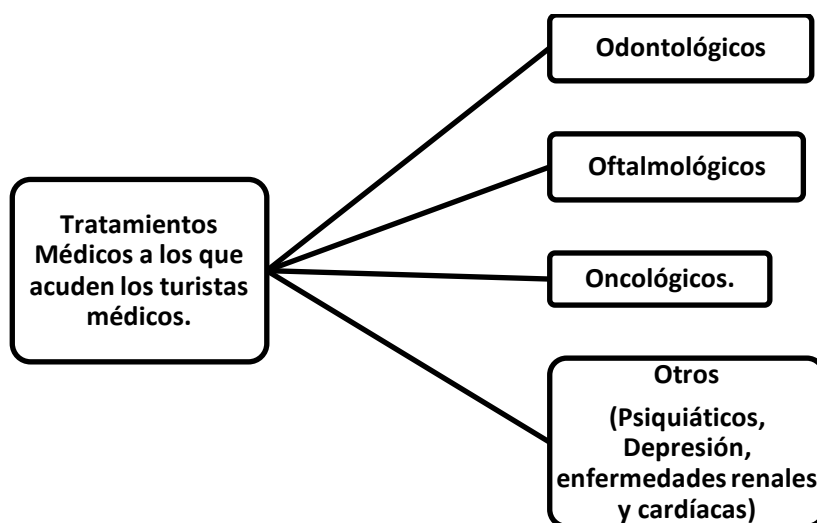 Odontológicos
Oftalmológicos
Tratamientos
Médicos a los que
acuden los turistas
médicos.
Oncológicos.
Otros
(Psiquiáticos,
Depresión,
enfermedades renales
y cardíacas)